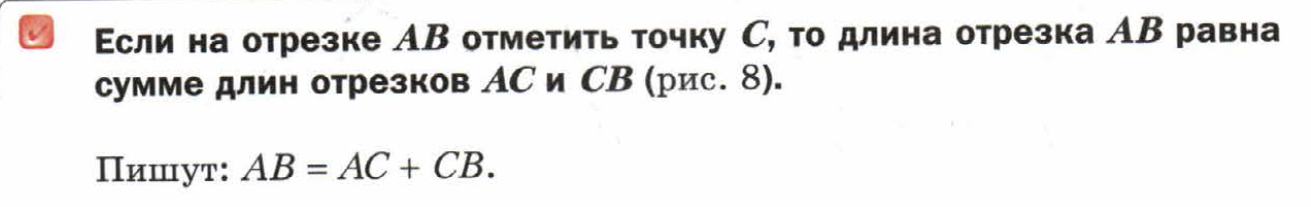 Если на отрезке AB отметить точку C, то длина отрезка AB равна
сумме длин отрезков AC и CB (рис. 8).
Пишут: AB = AC + CB.